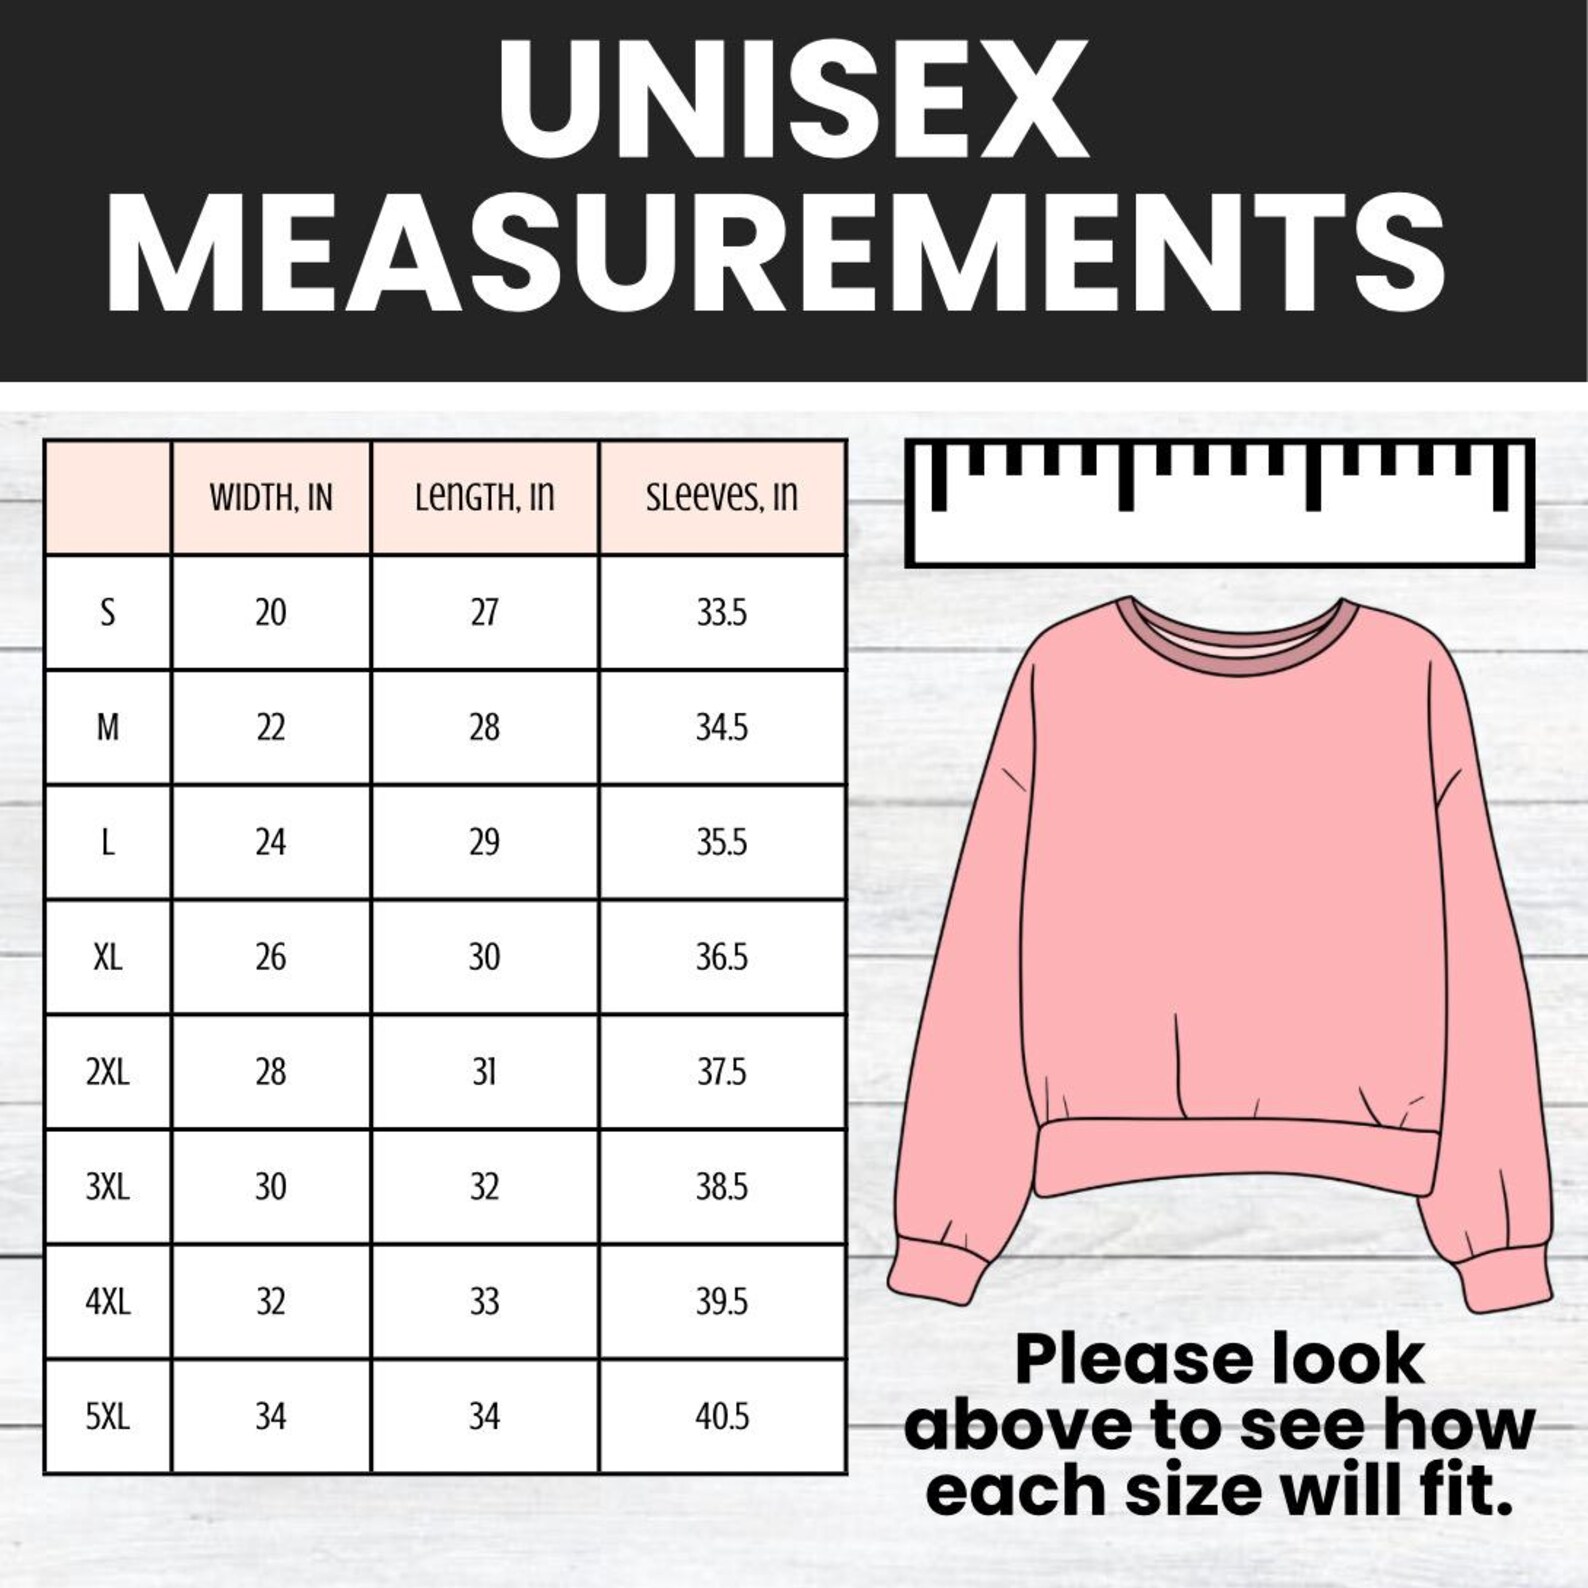 UNISEX
MEASUREMENTS
WIDTH, IN LENGTH, IN SLEEVES, IN
S 20 27 33.5
M 22 28 34.5
L 24 29 35.5
XL 26 30 36.5
2XL 28 31 37.5
3XL 30 32 38.5
4XL 32 33 39.5
5XL 34 34 40.5
Please look
above to see how
each size will fit.